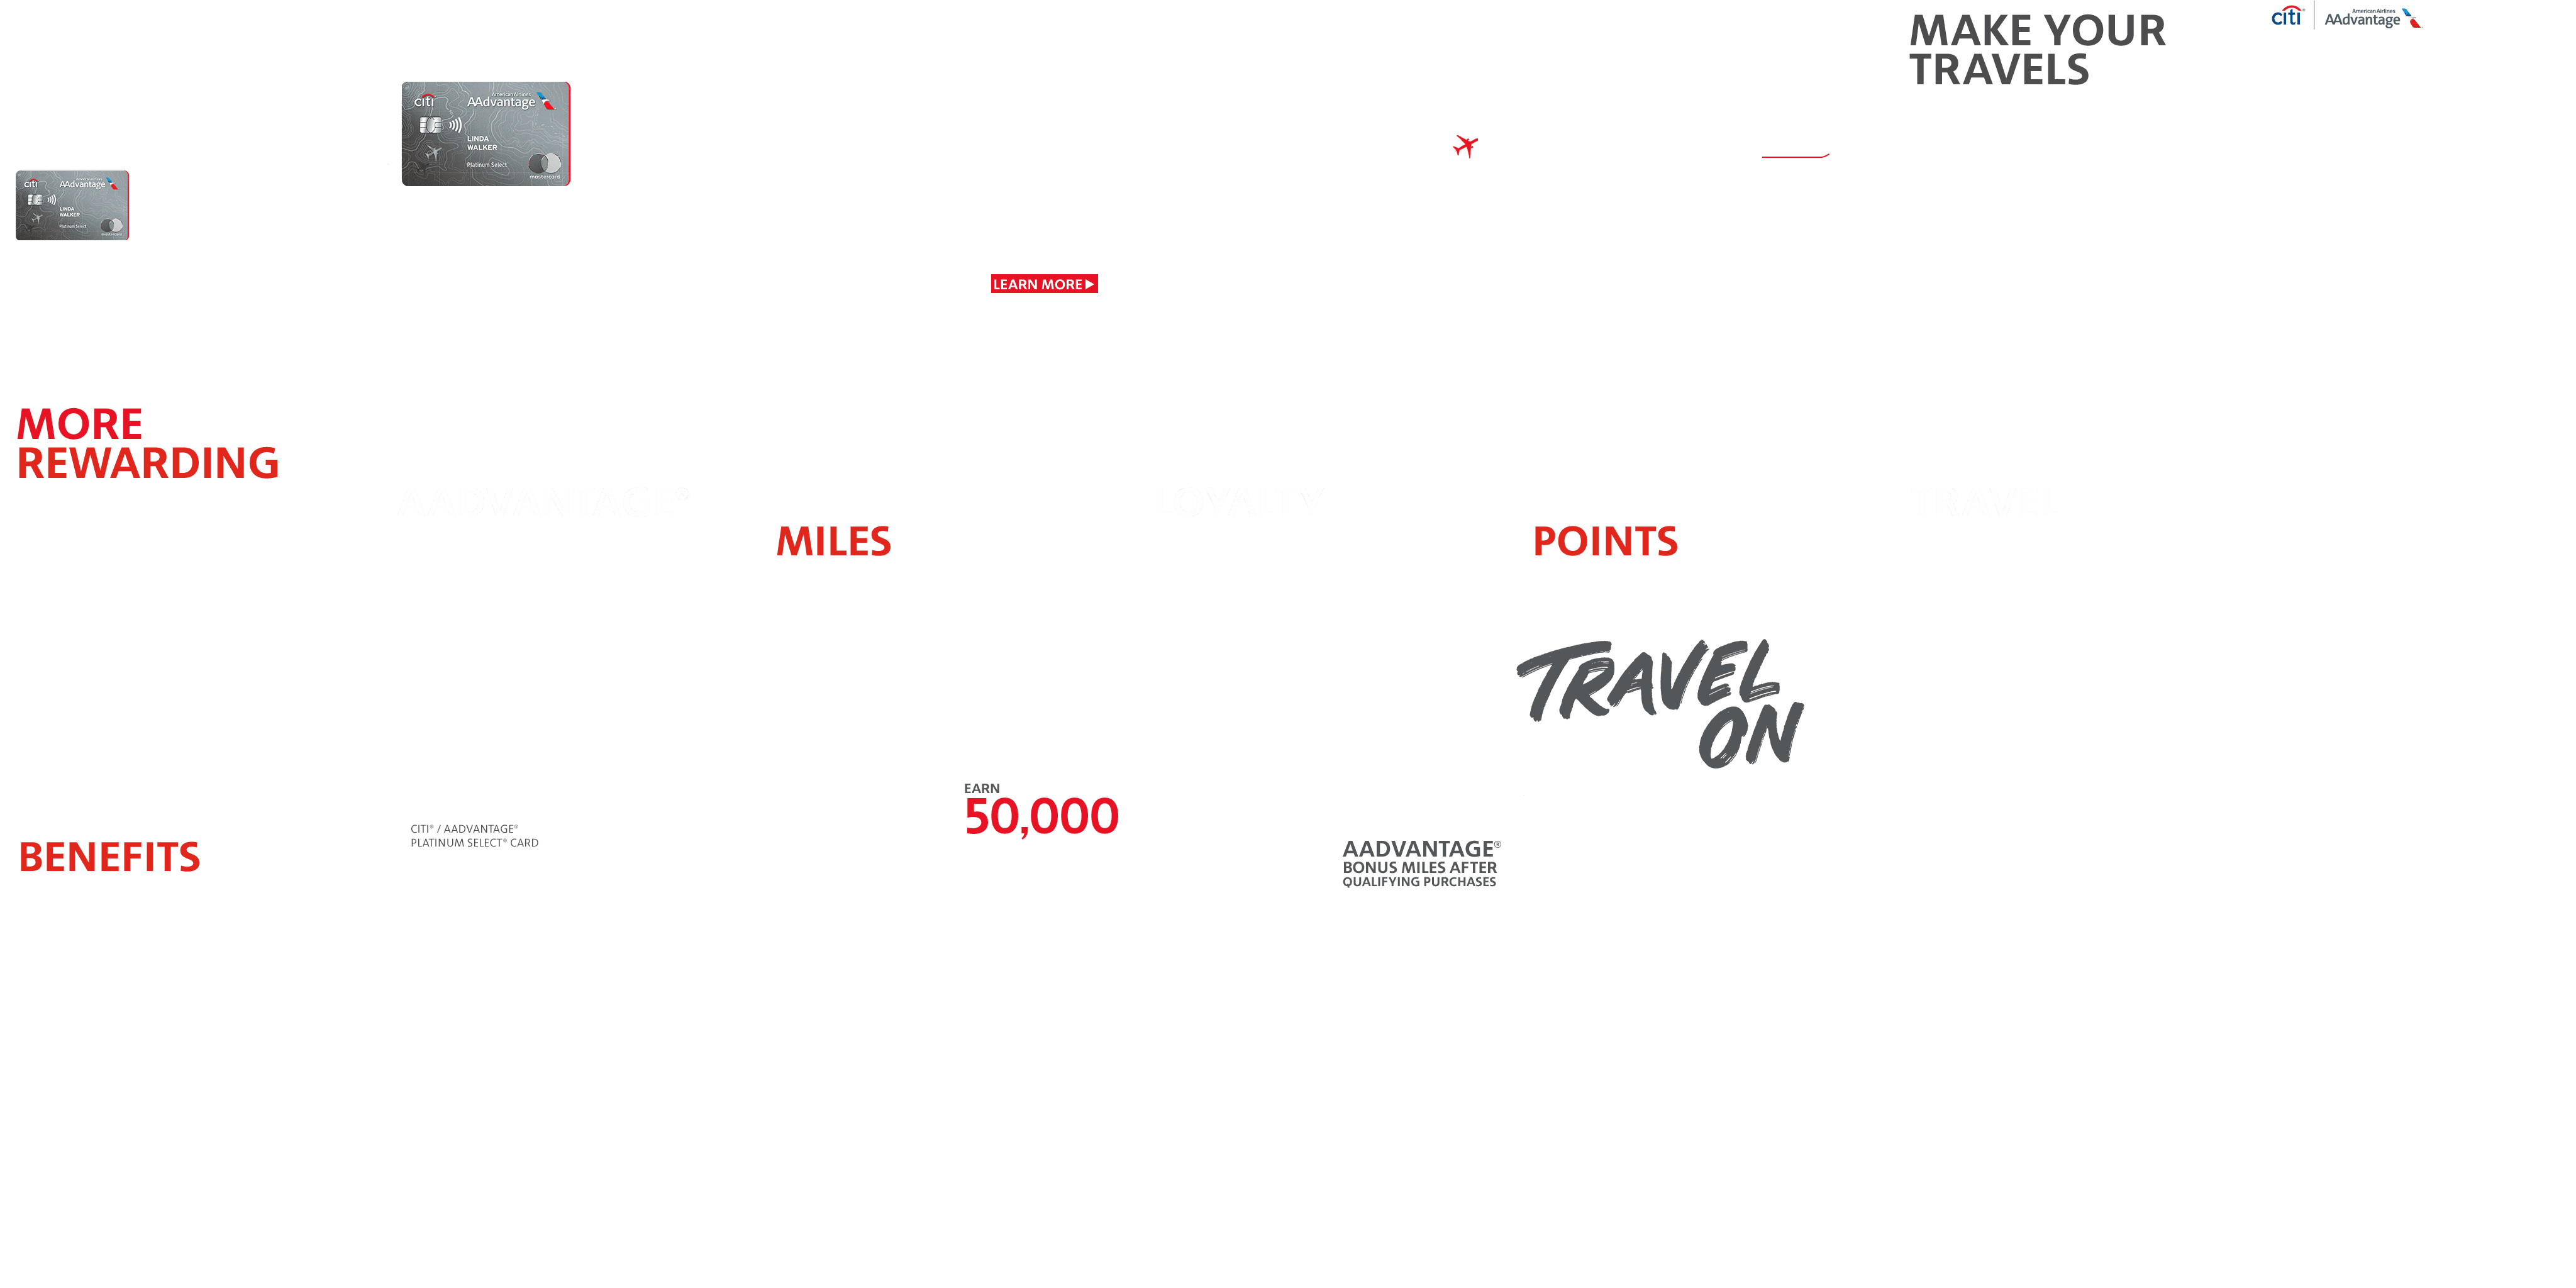 MAKE YOUR
TRAVELS
citi
American Airlines
AAdvantage
citi
American Airlines
AAdvantage
LINDA
WALKER
Platinum Select
mastercard
citi
AAdvantage
LINDA
WALKER
Platinum Select
LEARN MORE
MORE
REWARDING
AADVANTAGE®
LOYALTY
TRAVEL
MILES
POINTS
TRAVEL
ON
EARN
50,000
CITI® / AADVANTAGE®
PLATINUM SELECT® CARD
BENEFITS
AADVANTAGE®
BONUS MILES AFTER
QUALIFYING PURCHASES